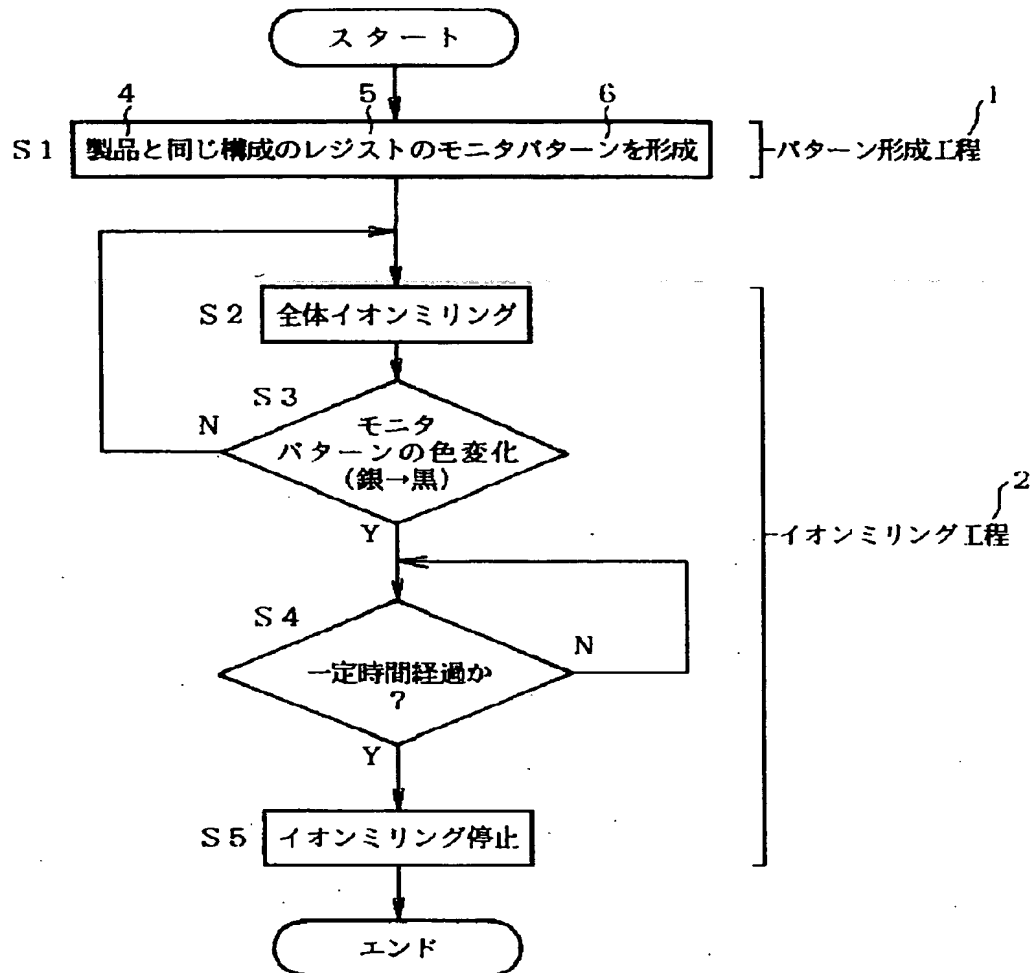 スタート
4 5 6 1
S1 製品と同じ構成のレジストのモニタパターンを形成 パターン形成工程
S2 全体イオンミリング
S3
N
モニタ
パターンの色変化
(銀→黒)
2
イオンミリング工程
Y
S4
N
一定時間経過か
?
Y
S5 イオンミリング停止
エンド